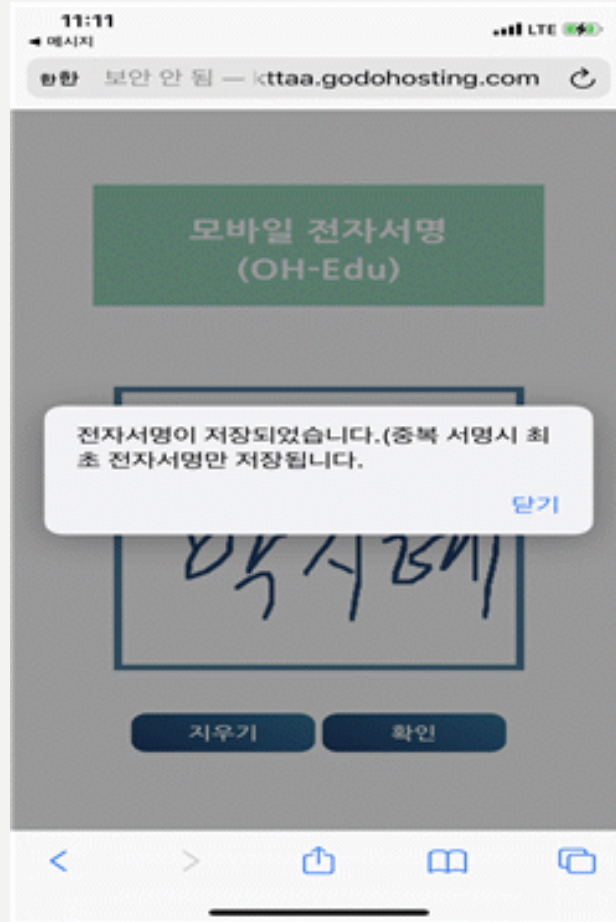 11:11
LTE
◀ 메시지
한한 보안 안 됨 — kttaa.godohosting.com
모바일 전자서명
(OH-Edu)
전자서명이 저장되었습니다.(중복 서명시 최
초 전자서명만 저장됩니다.
닫기
지우기
확인